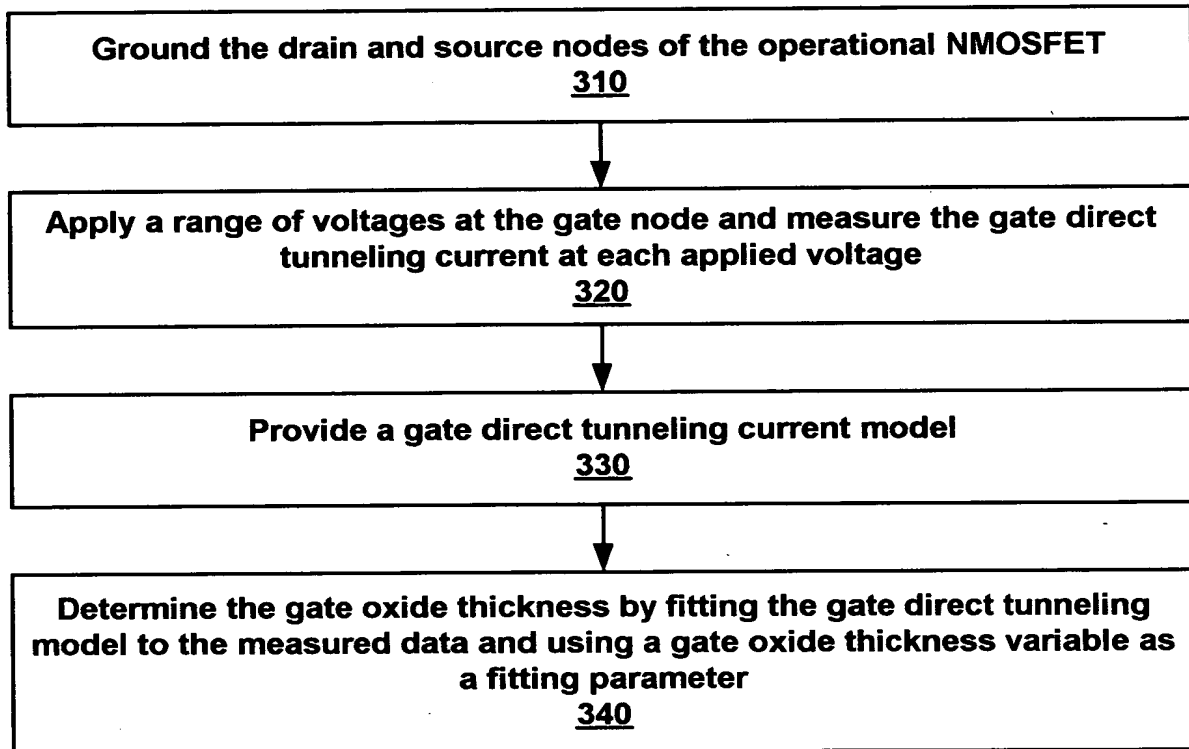 Ground the drain and source nodes of the operational NMOSFET
310
Apply a range of voltages at the gate node and measure the gate direct
tunneling current at each applied voltage
320
Provide a gate direct tunneling current model
330
Determine the gate oxide thickness by fitting the gate direct tunneling
model to the measured data and using a gate oxide thickness variable as
a fitting parameter
340